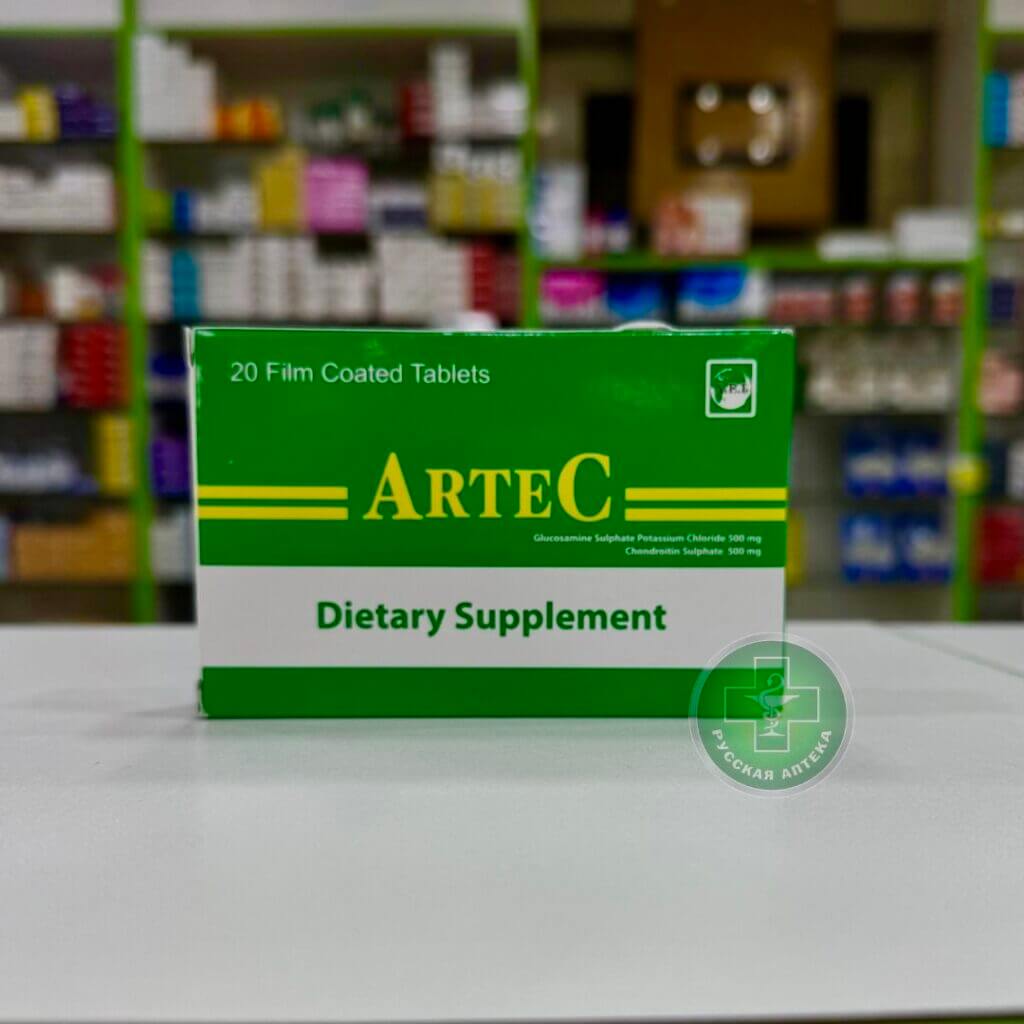 20 Film Coated Tablets
ARTEC
Glucosamine Sulphate Potassium Chloride 500 mg
Chondroitin Sulphate 500 mg
Dietary Supplement
РУССКАЯ АПТЕКА